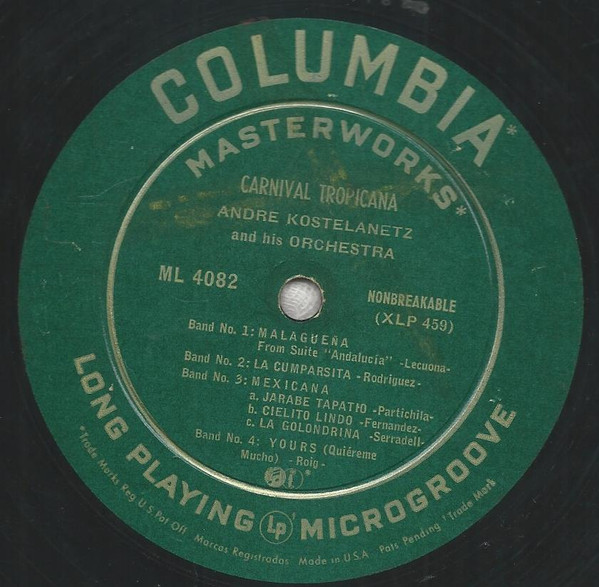 COLUMBIA*
MASTERWORKS*
CARNIVAL TROPICANA
ANDRE KOSTELANETZ
and his ORCHESTRA
ML 4082
NONBREAKABLE
(XLP 459)
Band No. 1: MALAGUEÑA
From Suite "Andalucía" -Lecuona-
Band No. 2: LA CUMPARSITA -Rodriguez-
Band No. 3: MEXICANA
a. JARABE TAPATIO -Partichila-
b. CIELITO LINDO -Fernandez-
c. LA GOLONDRINA -Serradell-
Band No. 4: YOURS (Quiéreme
Mucho) -Roig-
LONG PLAYING Lp MICROGROOVE
*Trade Marks Reg U S Pat Off Marcas Registradas Made in U.S.A Pats Pending ' Trade Mark